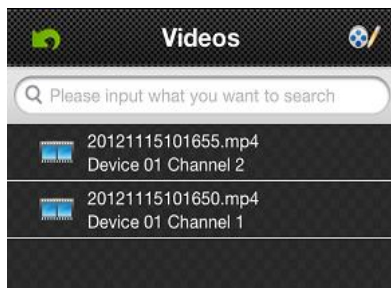 Videos
Please input what you want to search
20121115101655.mp4
Device 01 Channel 2
20121115101650.mp4
Device 01 Channel 1